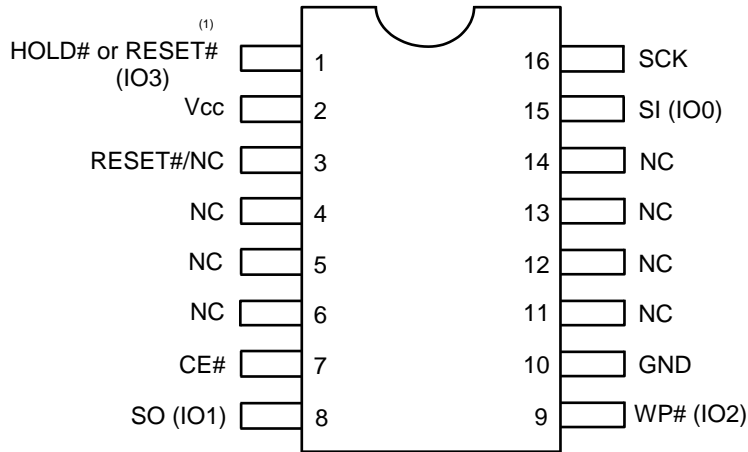 (1)
HOLD# or RESET#
(IO3)
1
16
SCK
Vcc
2
15
SI (IO0)
RESET#/NC
3
14
NC
NC
4
13
NC
NC
5
12
NC
NC
6
11
NC
CE#
7
10
GND
SO (IO1)
8
9
WP# (IO2)